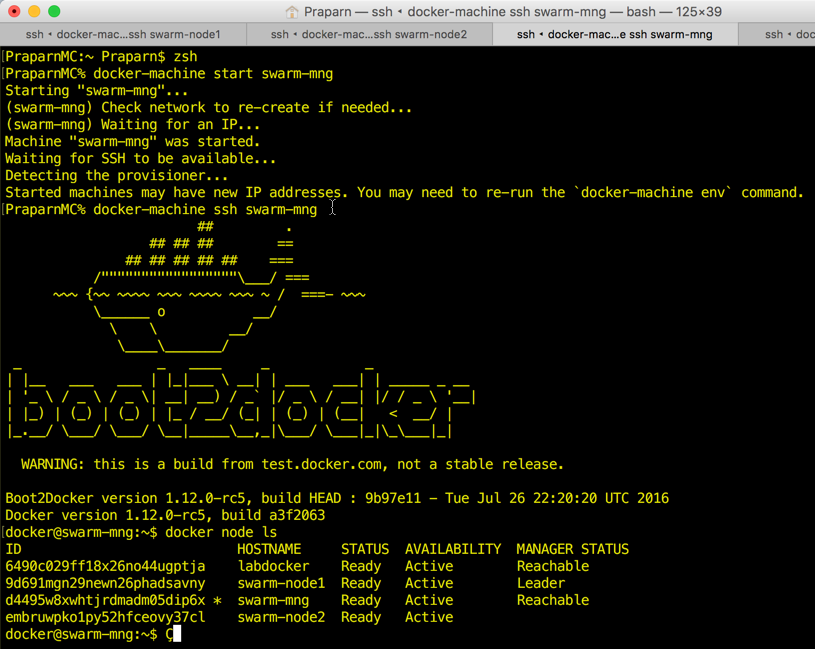 Praparn — ssh ◂ docker-machine ssh swarm-mng — bash — 125×39
ssh ◂ docker-mac...ssh swarm-node1
ssh ◂ docker-mac...ssh swarm-node2
ssh ◂ docker-mac...e ssh swarm-mng
ssh ◂ doc
[PraparnMC:~ Praparn$ zsh
[PraparnMC% docker-machine start swarm-mng
Starting "swarm-mng"...
(swarm-mng) Check network to re-create if needed...
(swarm-mng) Waiting for an IP...
Machine "swarm-mng" was started.
Waiting for SSH to be available...
Detecting the provisioner...
Started machines may have new IP addresses. You may need to re-run the `docker-machine env` command.
[PraparnMC% docker-machine ssh swarm-mng
boot2docker
WARNING: this is a build from test.docker.com, not a stable release.
Boot2Docker version 1.12.0-rc5, build HEAD : 9b97e11 - Tue Jul 26 22:20:20 UTC 2016
Docker version 1.12.0-rc5, build a3f2063
[docker@swarm-mng:~$ docker node ls
ID HOSTNAME STATUS AVAILABILITY MANAGER STATUS
6490c029ff18x26no44ugptja labdocker Ready Active Reachable
9d691mgn29newn26phadsavny swarm-node1 Ready Active Leader
d4495w8xwhtjrdmadm05dip6x * swarm-mng Ready Active Reachable
embruwpko1py52hfceovy37cl swarm-node2 Ready Active
docker@swarm-mng:~$ Ç